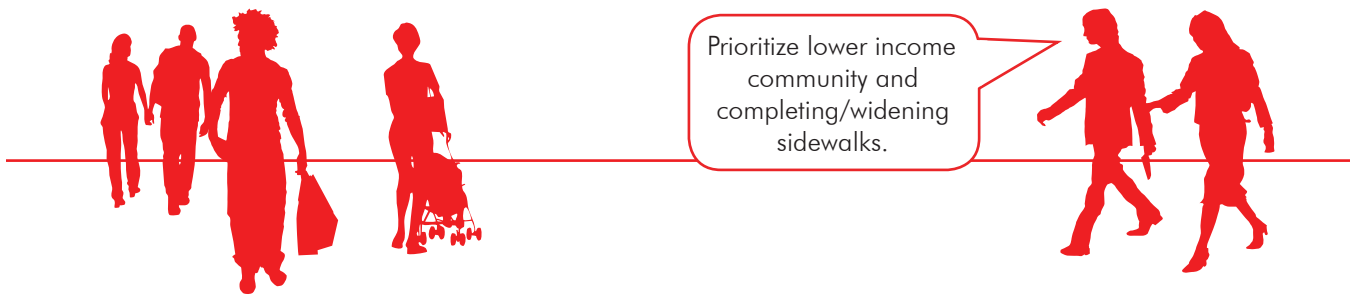 Prioritize lower income
community and
completing/widening
sidewalks.